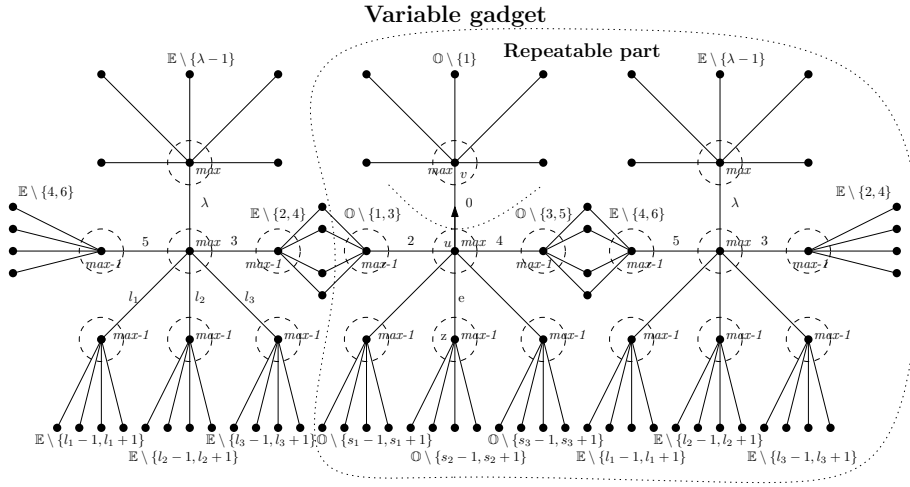 Variable gadget
Repeatable part
𝔼 \ {λ−1}
𝕆 \ {1}
𝔼 \ {λ−1}
max
max
v
max
𝔼 \ {4, 6}
λ
𝔼 \ {2, 4}
𝕆 \ {1, 3}
0
𝕆 \ {3, 5}
𝔼 \ {4, 6}
λ
𝔼 \ {2, 4}
5
max
3
2
u
max
4
5
max
3
max-1
max-1
max-1
max-1
max-1
max-1
l₁
l₂
l₃
e
max-1
max-1
max-1
max-1
z
max-1
max-1
max-1
max-1
max-1
𝔼 \ {l₁ − 1, l₁ + 1}
𝔼 \ {l₃ − 1, l₃ + 1}
𝕆 \ {s₁ − 1, s₁ + 1}
𝕆 \ {s₃ − 1, s₃ + 1}
𝔼 \ {l₂ − 1, l₂ + 1}
𝔼 \ {l₂ − 1, l₂ + 1}
𝕆 \ {s₂ − 1, s₂ + 1}
𝔼 \ {l₁ − 1, l₁ + 1}
𝔼 \ {l₃ − 1, l₃ + 1}